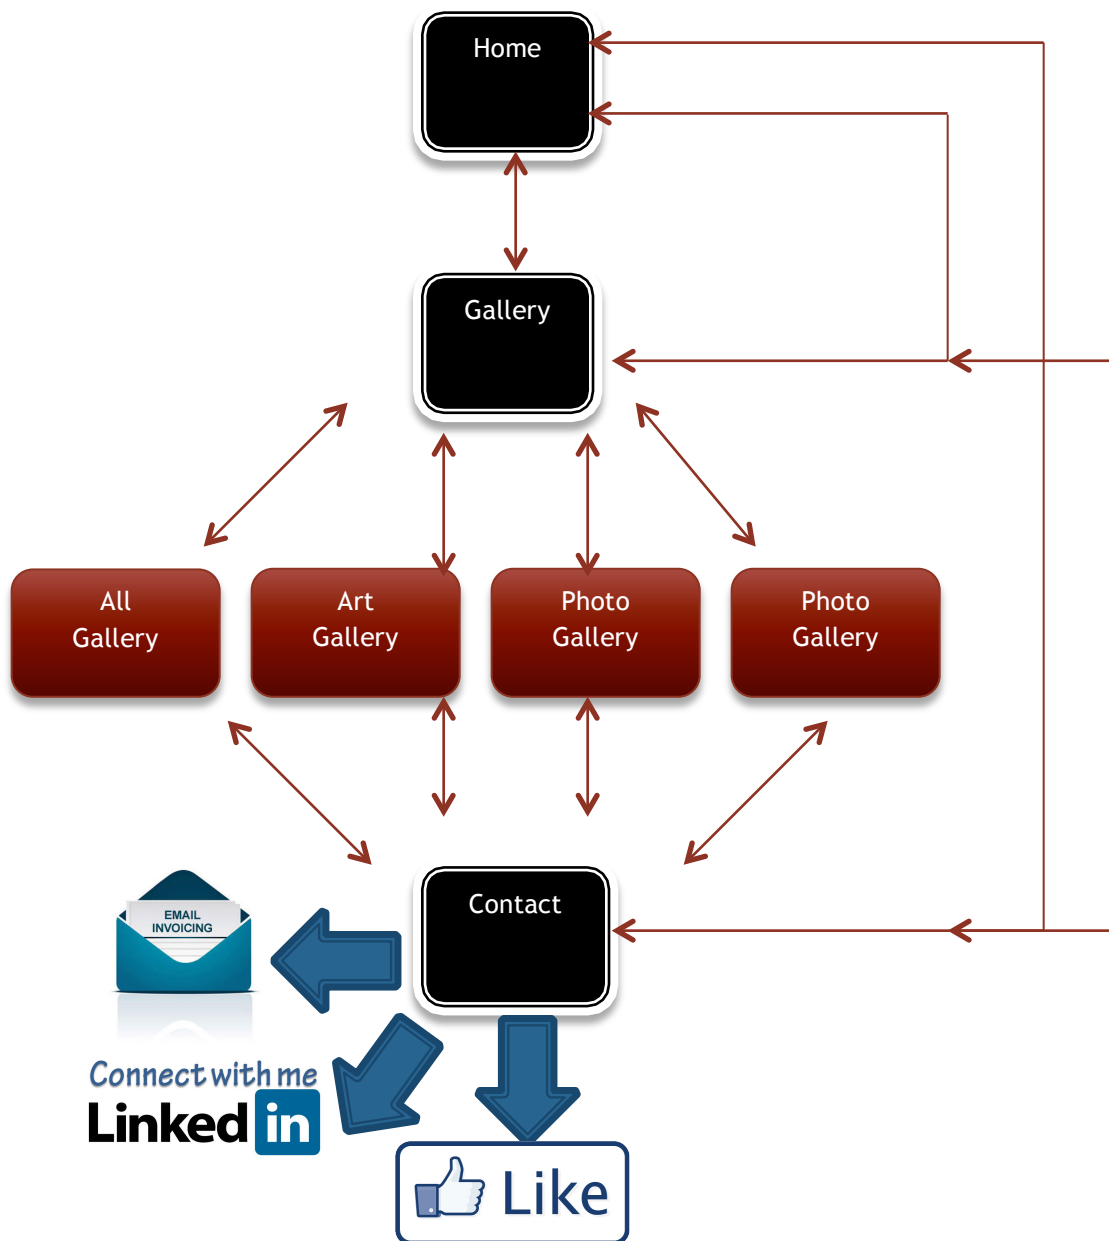 Home
Gallery
All
Gallery
Art
Gallery
Photo
Gallery
Photo
Gallery
Contact
EMAIL
INVOICING
Connect with me
Linked in
Like